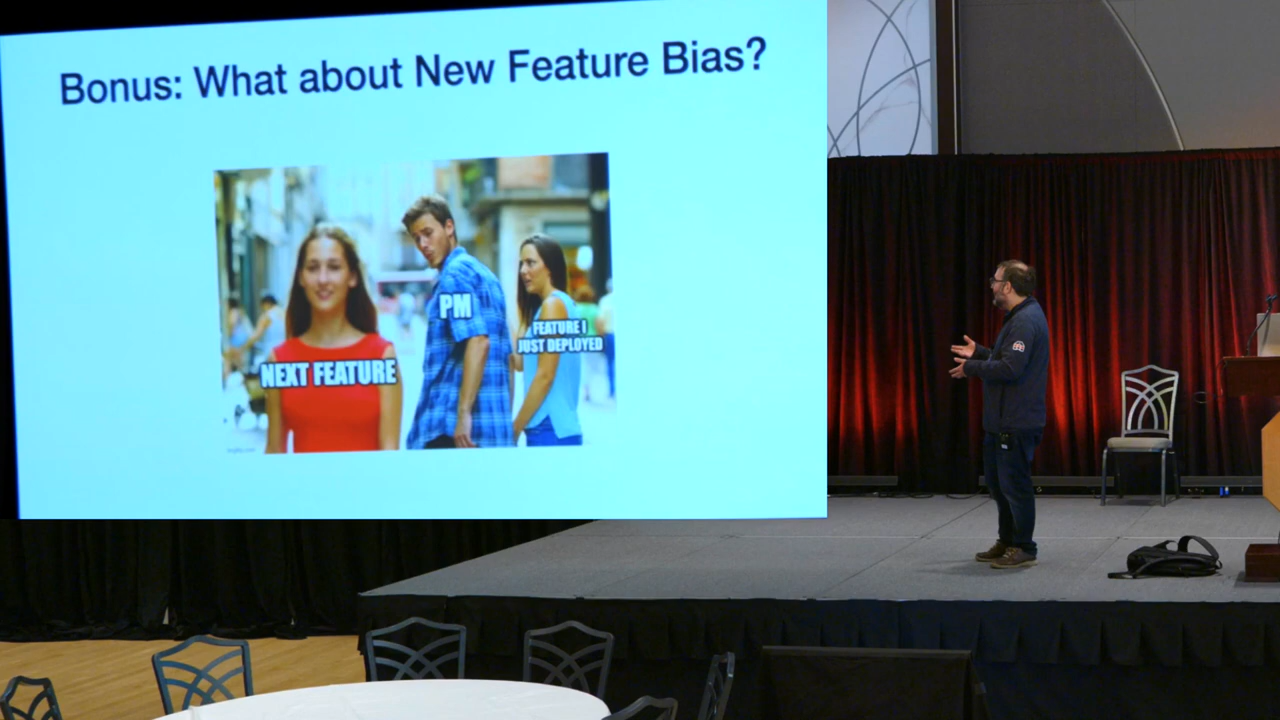 Bonus: What about New Feature Bias?
NEXT FEATURE
PM
FEATURE I
JUST DEPLOYED